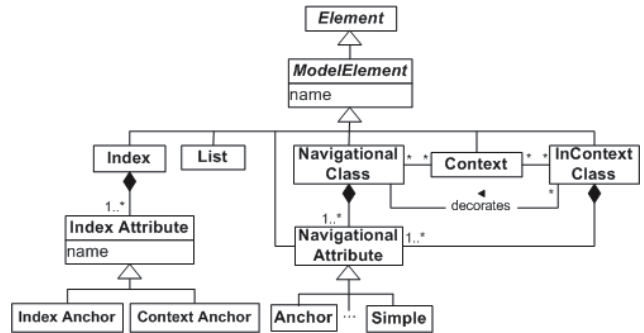 Element
ModelElement
name
Index
List
Navigational
Class
* *
Context
* *
InContext
Class
◄
decorates
*
1..*
1..*
1..*
Index Attribute
name
Navigational
Attribute
Index Anchor
Context Anchor
Anchor
...
Simple